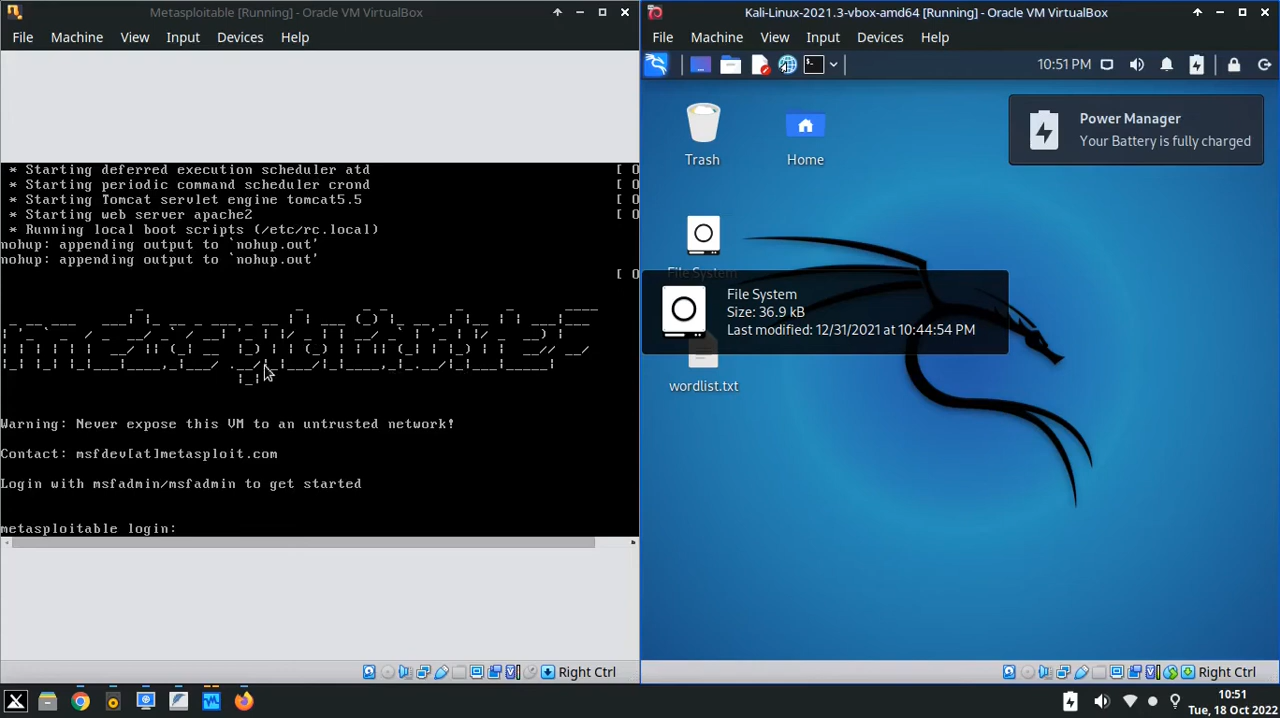 Metasploitable [Running] - Oracle VM VirtualBox
File Machine View Input Devices Help
* Starting deferred execution scheduler atd [ O
* Starting periodic command scheduler crond [ O
* Starting Tomcat servlet engine tomcat5.5 [ O
* Starting web server apache2 [ O
* Running local boot scripts (/etc/rc.local)
nohup: appending output to `nohup.out'
nohup: appending output to `nohup.out'
[ O
metasploitable2
Warning: Never expose this VM to an untrusted network!
Contact: msfdev[at]metasploit.com
Login with msfadmin/msfadmin to get started
metasploitable login:
Right Ctrl
Kali-Linux-2021.3-vbox-amd64 [Running] - Oracle VM VirtualBox
File Machine View Input Devices Help
10:51 PM
Power Manager
Your Battery is fully charged
Trash
Home
File System
File System
Size: 36.9 kB
Last modified: 12/31/2021 at 10:44:54 PM
wordlist.txt
Right Ctrl
10:51
Tue, 18 Oct 2022